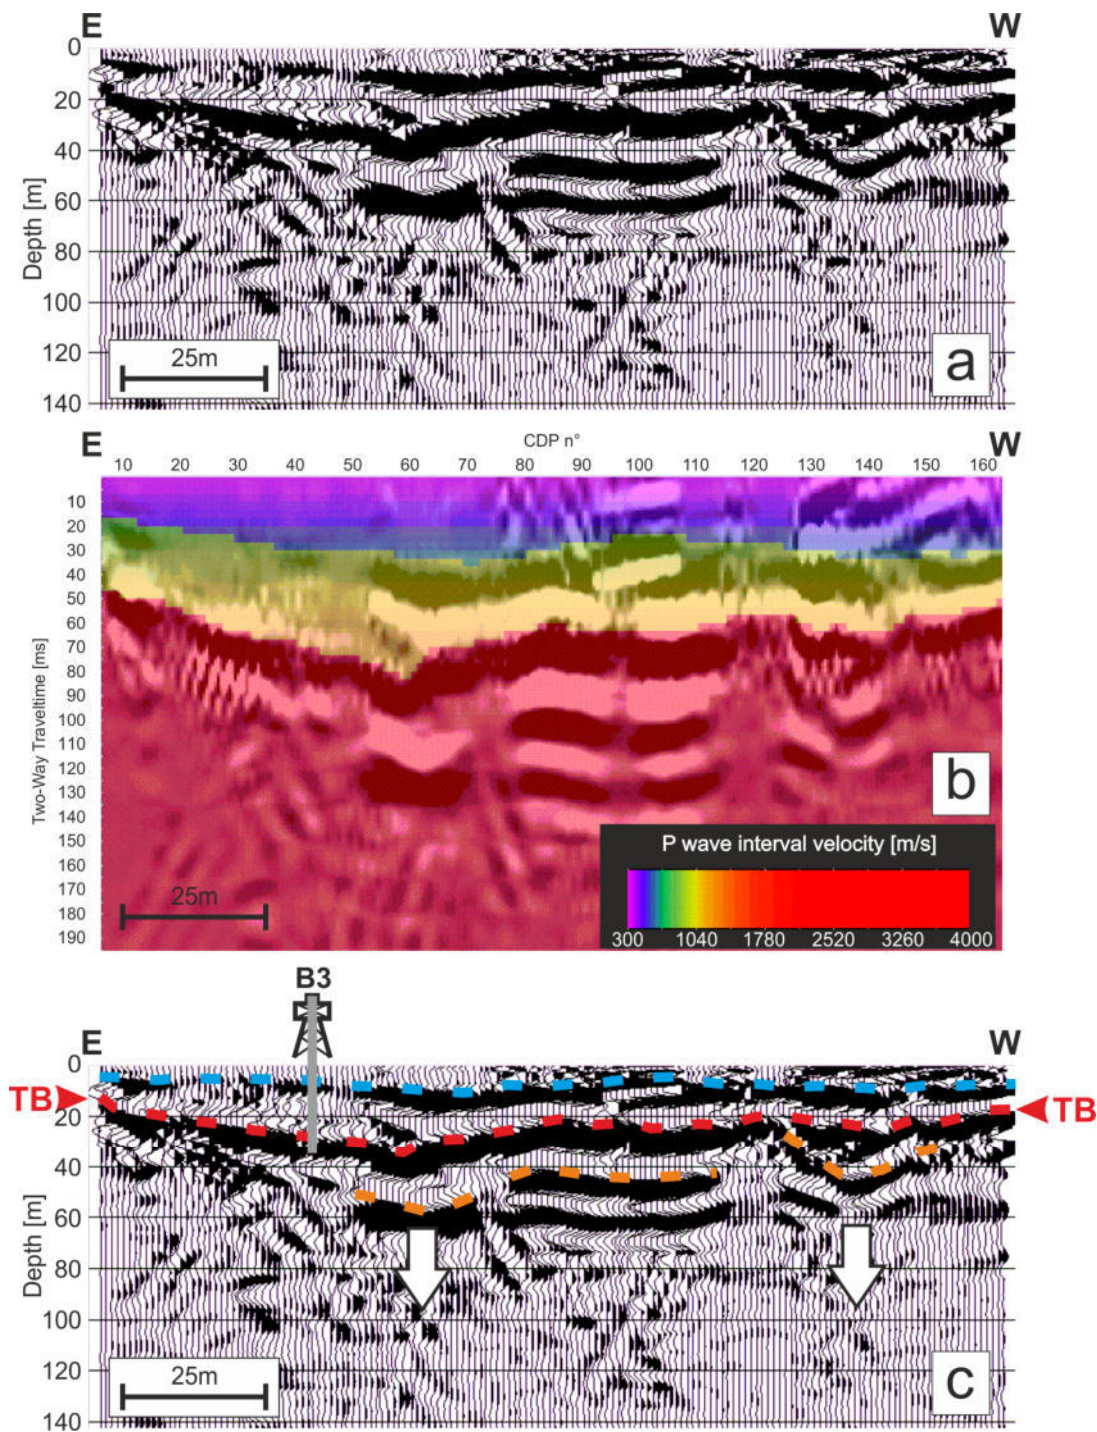 E W
0
20
40
60
80
100
120
140
Depth [m]
25m
a
E CDP n° W
10 20 30 40 50 60 70 80 90 100 110 120 130 140 150 160
10
20
30
40
50
60
70
80
90
100
110
120
130
140
150
160
170
180
190
Two-Way Traveltime [ms]
b
P wave interval velocity [m/s]
300 1040 1780 2520 3260 4000
25m
B3
E W
0
20
40
60
80
100
120
140
Depth [m]
TB TB
25m
c